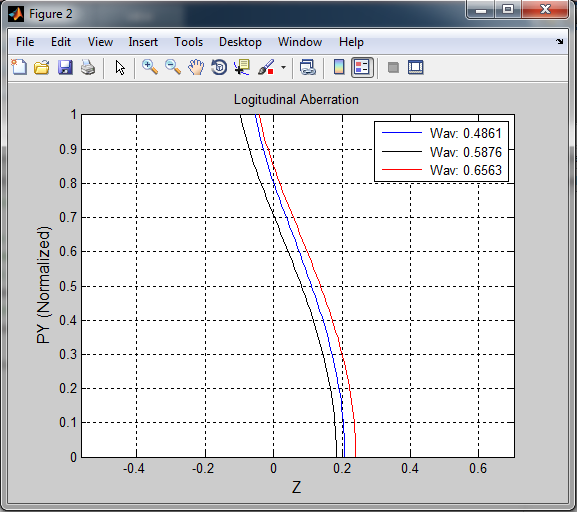 Figure 2
File Edit View Insert Tools Desktop Window Help
Logitudinal Aberration
Wav: 0.4861
Wav: 0.5876
Wav: 0.6563
1
0.9
0.8
0.7
0.6
0.5
0.4
0.3
0.2
0.1
0
PY (Normalized)
-0.4 -0.2 0 0.2 0.4 0.6
Z